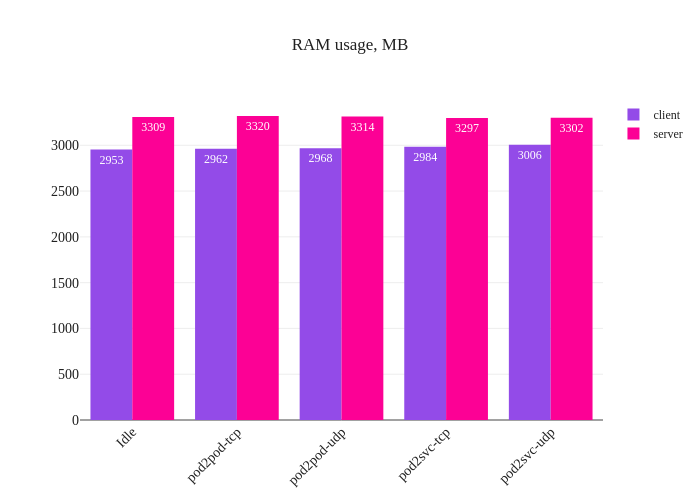 RAM usage, MB
client
server
3309
3320
3314
3297
3302
2953
2962
2968
2984
3006
3000
2500
2000
1500
1000
500
0
Idle
pod2pod-tcp
pod2pod-udp
pod2svc-tcp
pod2svc-udp